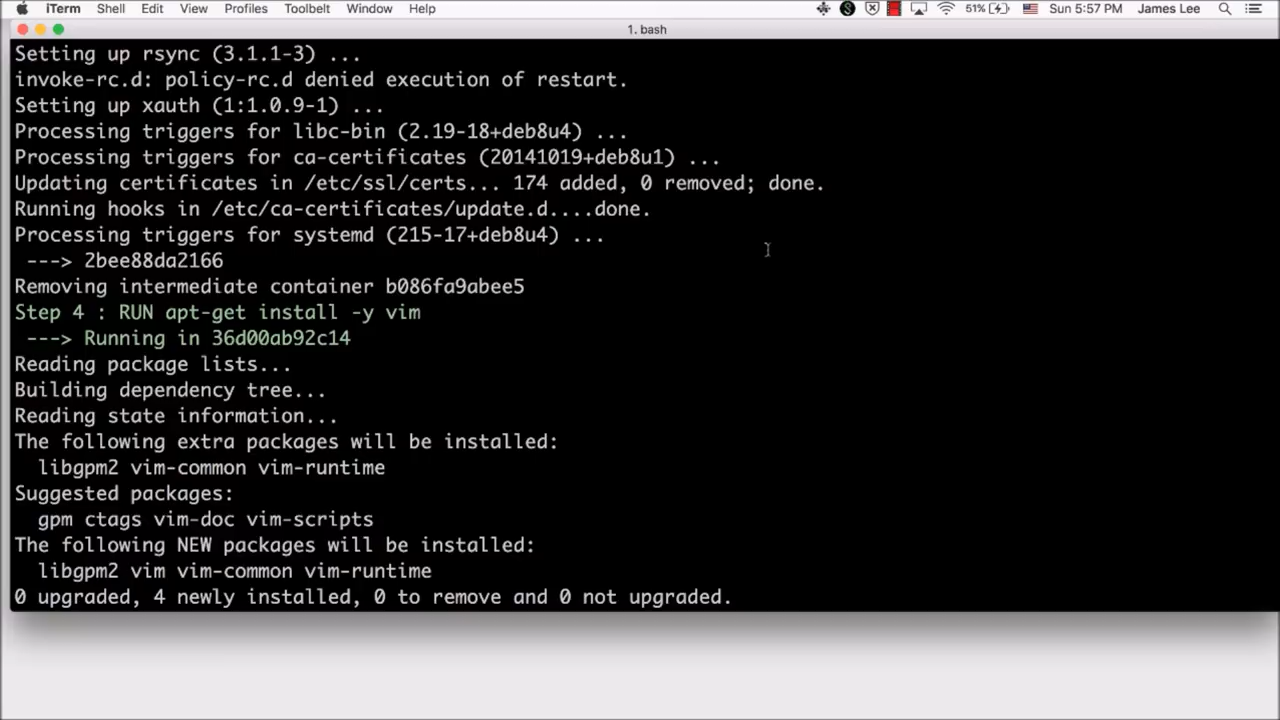 iTerm Shell Edit View Profiles Toolbelt Window Help 51% Sun 5:57 PM James Lee
1. bash
Setting up rsync (3.1.1-3) ...
invoke-rc.d: policy-rc.d denied execution of restart.
Setting up xauth (1:1.0.9-1) ...
Processing triggers for libc-bin (2.19-18+deb8u4) ...
Processing triggers for ca-certificates (20141019+deb8u1) ...
Updating certificates in /etc/ssl/certs... 174 added, 0 removed; done.
Running hooks in /etc/ca-certificates/update.d....done.
Processing triggers for systemd (215-17+deb8u4) ...
 ---> 2bee88da2166
Removing intermediate container b086fa9abee5
Step 4 : RUN apt-get install -y vim
 ---> Running in 36d00ab92c14
Reading package lists...
Building dependency tree...
Reading state information...
The following extra packages will be installed:
  libgpm2 vim-common vim-runtime
Suggested packages:
  gpm ctags vim-doc vim-scripts
The following NEW packages will be installed:
  libgpm2 vim vim-common vim-runtime
0 upgraded, 4 newly installed, 0 to remove and 0 not upgraded.